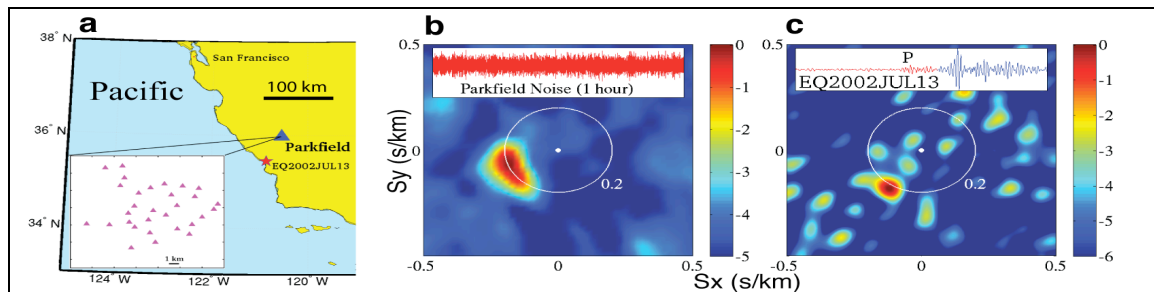 a
38° N
36° N
34° N
124° W
122° W
120° W
San Francisco
Pacific
100 km
Parkfield
EQ2002JUL13
1 km
b
Sy (s/km)
0.5
0
-0.5
Parkfield Noise (1 hour)
0.2
0
0
-1
-2
-3
-4
-5
Sx (s/km)
c
0.5
0
-0.5
P
EQ2002JUL13
0.2
0
0.5
0.5
0
-1
-2
-3
-4
-5
-6